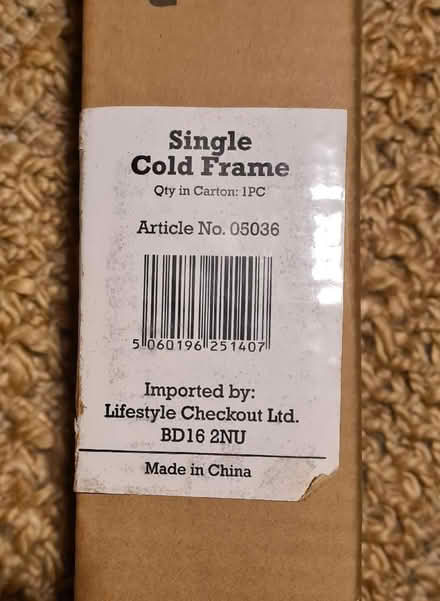 Single
Cold Frame
Qty in Carton: 1PC
Article No. 05036
5 060196 251407
Imported by:
Lifestyle Checkout Ltd.
BD16 2NU
Made in China